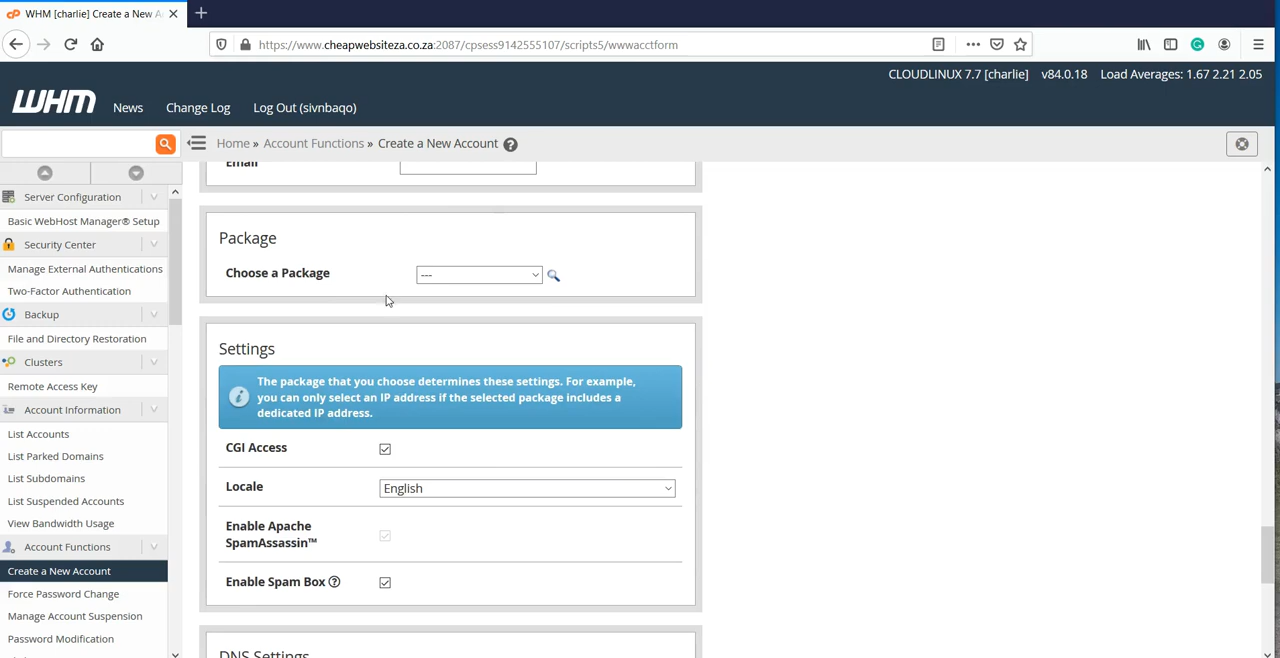 WHM [charlie] Create a New A
https://www.cheapwebsiteza.co.za:2087/cpsess9142555107/scripts5/wwwacctform
CLOUDLINUX 7.7 [charlie] v84.0.18 Load Averages: 1.67 2.21 2.05
WHM News Change Log Log Out (sivnbaqo)
Home » Account Functions » Create a New Account
Server Configuration
Basic WebHost Manager® Setup
Security Center
Manage External Authentications
Two-Factor Authentication
Backup
File and Directory Restoration
Clusters
Remote Access Key
Account Information
List Accounts
List Parked Domains
List Subdomains
List Suspended Accounts
View Bandwidth Usage
Account Functions
Create a New Account
Force Password Change
Manage Account Suspension
Password Modification
Email
Package
Choose a Package ---
Settings
The package that you choose determines these settings. For example,
you can only select an IP address if the selected package includes a
dedicated IP address.
CGI Access
Locale English
Enable Apache
SpamAssassin™
Enable Spam Box
DNS Settings